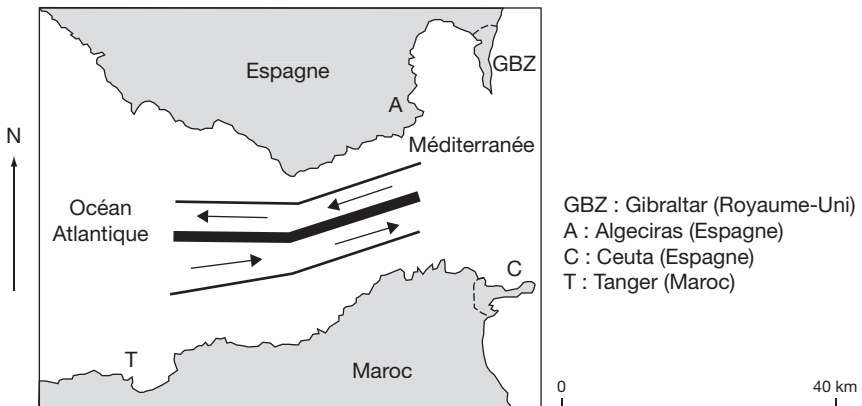 GBZ
Espagne
A
Méditerranée
N
Océan
Atlantique
C
T
Maroc
GBZ : Gibraltar (Royaume-Uni)
A : Algeciras (Espagne)
C : Ceuta (Espagne)
T : Tanger (Maroc)
0
40 km